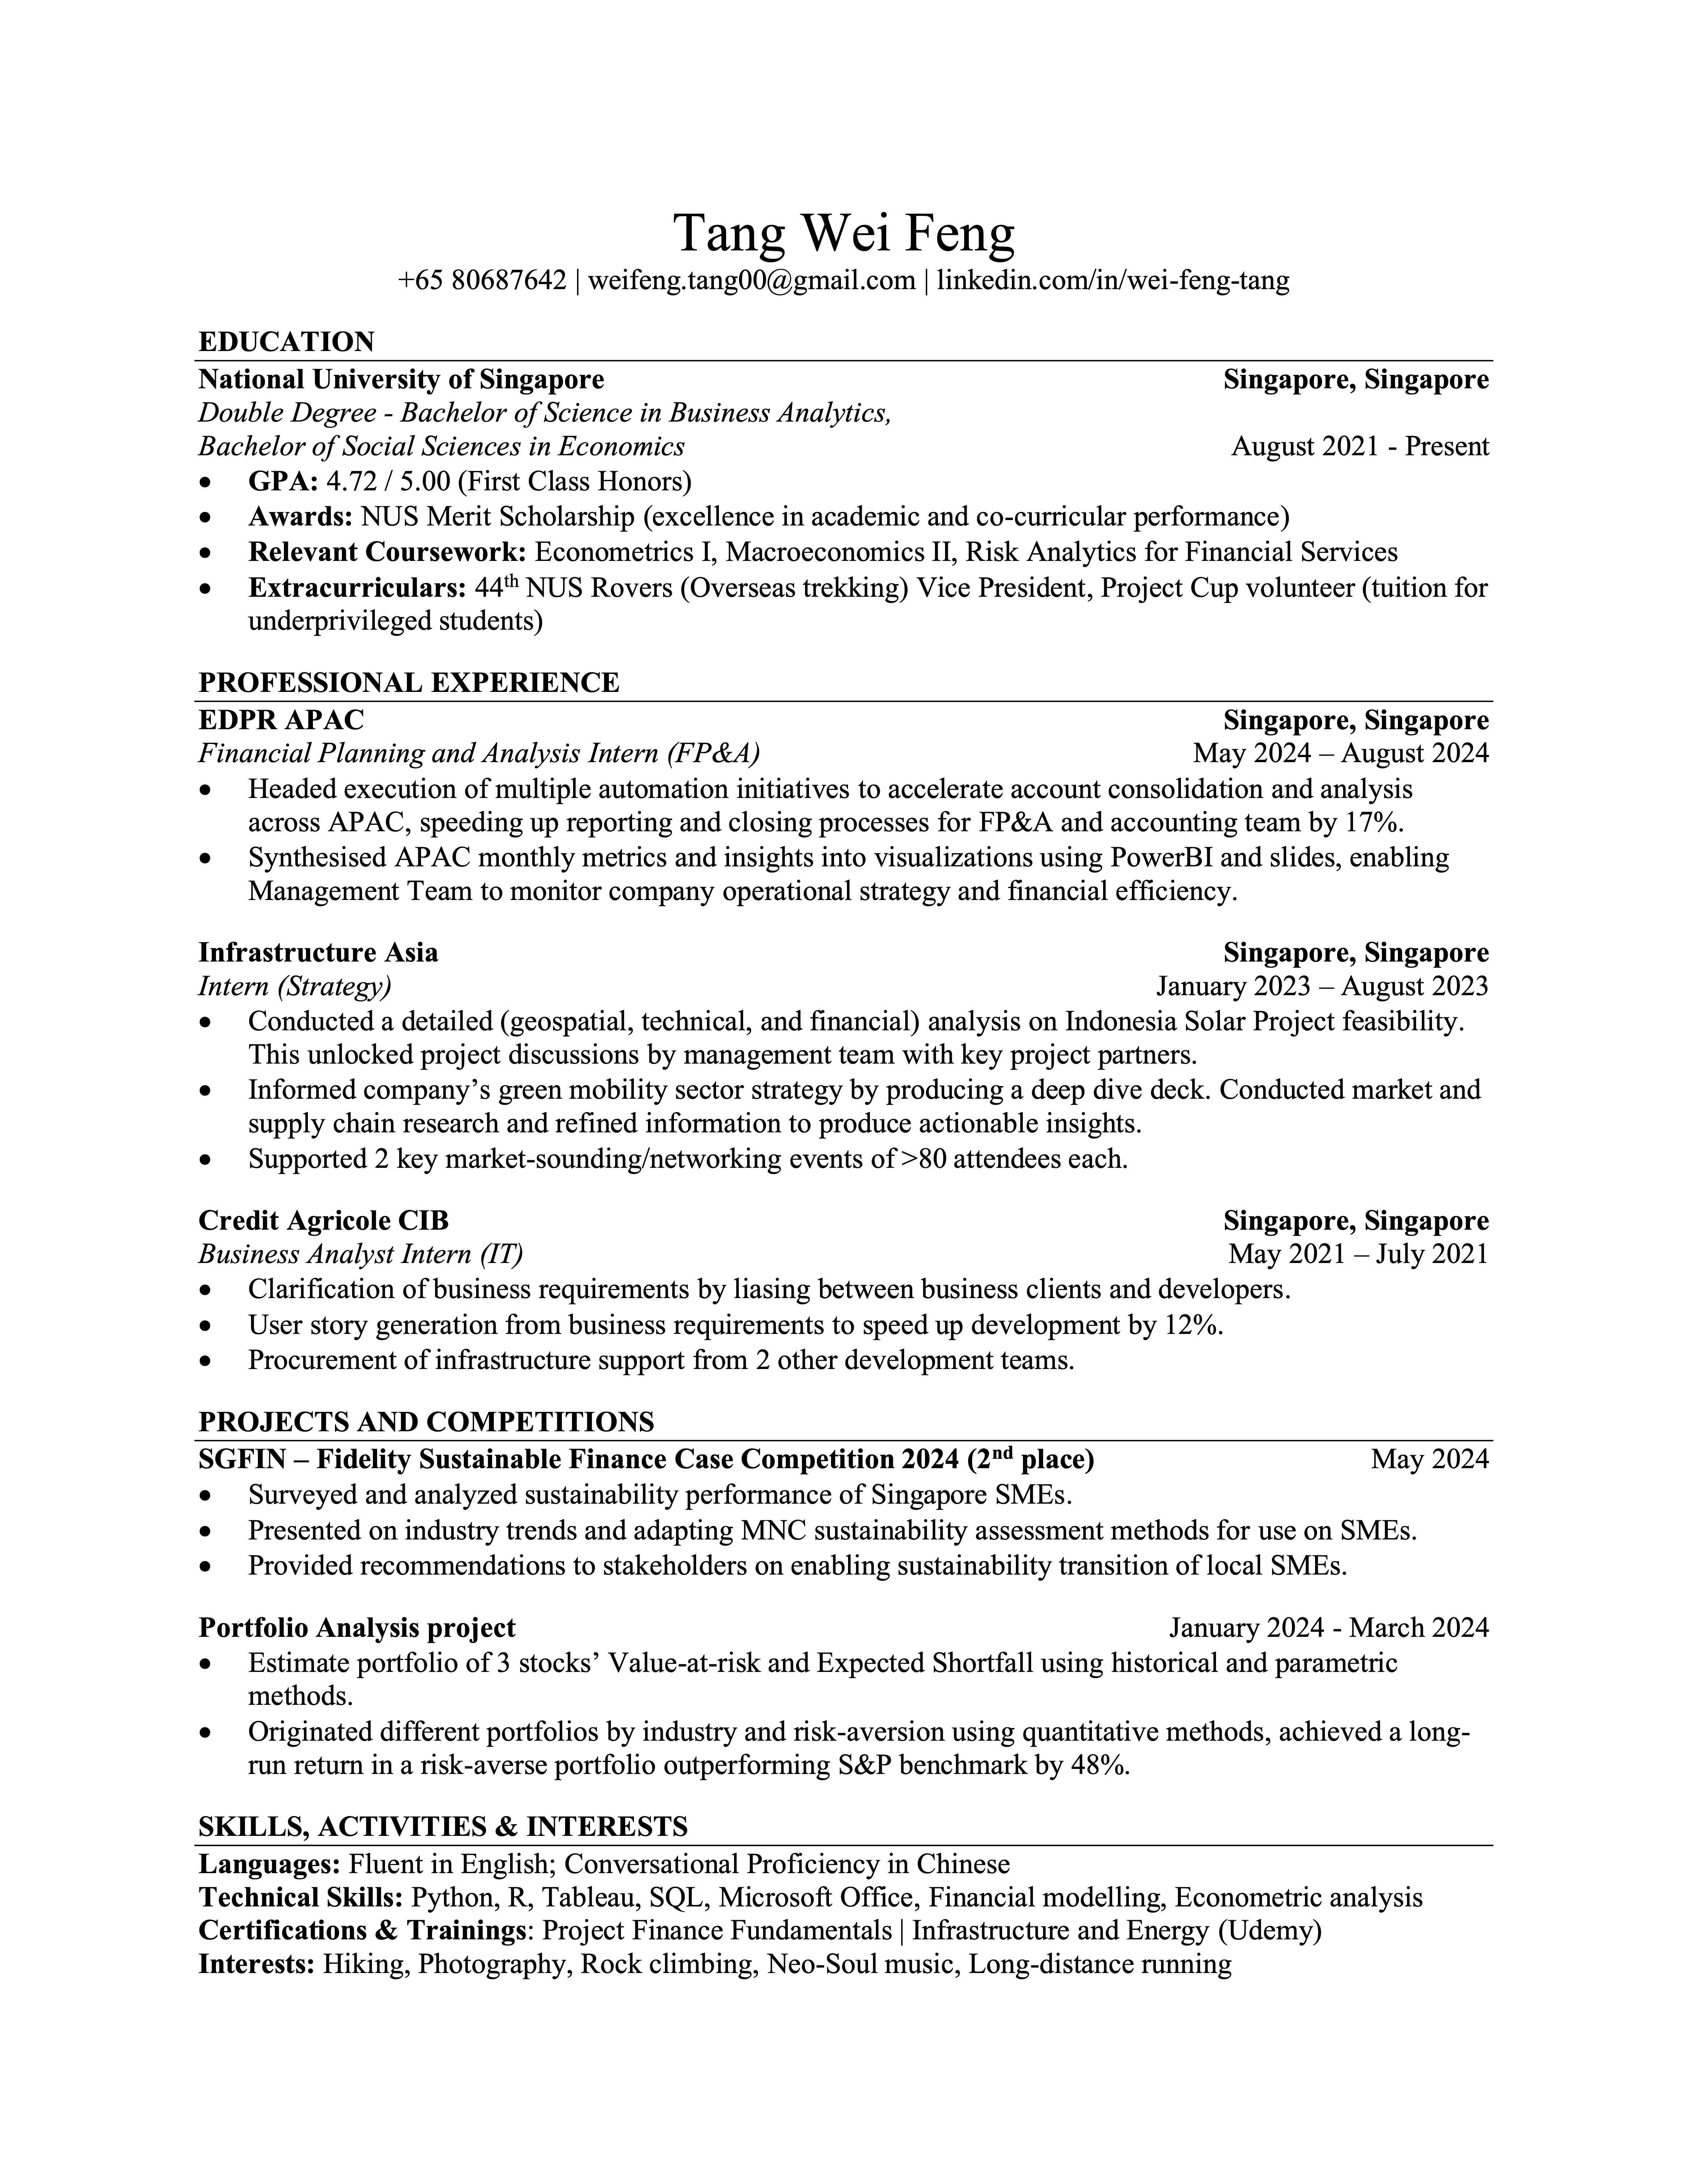 Tang Wei Feng
+65 80687642 | weifeng.tang00@gmail.com | linkedin.com/in/wei-feng-tang
EDUCATION
National University of Singapore Singapore, Singapore
Double Degree - Bachelor of Science in Business Analytics,
Bachelor of Social Sciences in Economics August 2021 - Present
• GPA: 4.72 / 5.00 (First Class Honors)
• Awards: NUS Merit Scholarship (excellence in academic and co-curricular performance)
• Relevant Coursework: Econometrics I, Macroeconomics II, Risk Analytics for Financial Services
• Extracurriculars: 44th NUS Rovers (Overseas trekking) Vice President, Project Cup volunteer (tuition for
underprivileged students)
PROFESSIONAL EXPERIENCE
EDPR APAC Singapore, Singapore
Financial Planning and Analysis Intern (FP&A) May 2024 – August 2024
• Headed execution of multiple automation initiatives to accelerate account consolidation and analysis
across APAC, speeding up reporting and closing processes for FP&A and accounting team by 17%.
• Synthesised APAC monthly metrics and insights into visualizations using PowerBI and slides, enabling
Management Team to monitor company operational strategy and financial efficiency.
Infrastructure Asia Singapore, Singapore
Intern (Strategy) January 2023 – August 2023
• Conducted a detailed (geospatial, technical, and financial) analysis on Indonesia Solar Project feasibility.
This unlocked project discussions by management team with key project partners.
• Informed company’s green mobility sector strategy by producing a deep dive deck. Conducted market and
supply chain research and refined information to produce actionable insights.
• Supported 2 key market-sounding/networking events of >80 attendees each.
Credit Agricole CIB Singapore, Singapore
Business Analyst Intern (IT) May 2021 – July 2021
• Clarification of business requirements by liasing between business clients and developers.
• User story generation from business requirements to speed up development by 12%.
• Procurement of infrastructure support from 2 other development teams.
PROJECTS AND COMPETITIONS
SGFIN – Fidelity Sustainable Finance Case Competition 2024 (2nd place) May 2024
• Surveyed and analyzed sustainability performance of Singapore SMEs.
• Presented on industry trends and adapting MNC sustainability assessment methods for use on SMEs.
• Provided recommendations to stakeholders on enabling sustainability transition of local SMEs.
Portfolio Analysis project January 2024 - March 2024
• Estimate portfolio of 3 stocks’ Value-at-risk and Expected Shortfall using historical and parametric
methods.
• Originated different portfolios by industry and risk-aversion using quantitative methods, achieved a long-
run return in a risk-averse portfolio outperforming S&P benchmark by 48%.
SKILLS, ACTIVITIES & INTERESTS
Languages: Fluent in English; Conversational Proficiency in Chinese
Technical Skills: Python, R, Tableau, SQL, Microsoft Office, Financial modelling, Econometric analysis
Certifications & Trainings: Project Finance Fundamentals | Infrastructure and Energy (Udemy)
Interests: Hiking, Photography, Rock climbing, Neo-Soul music, Long-distance running